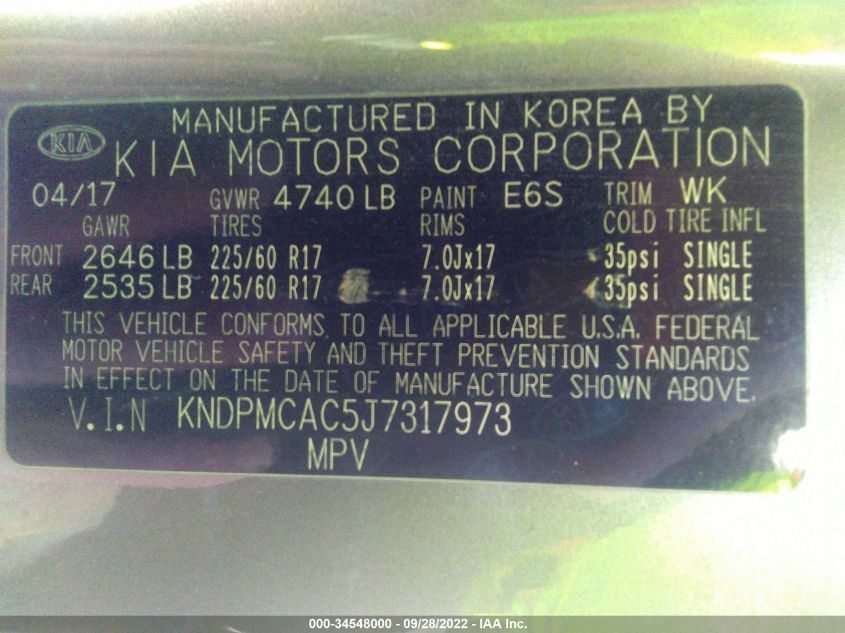 MANUFACTURED IN KOREA BY
KIA KIA MOTORS CORPORATION
04/17 GVWR 4740 LB PAINT E6S TRIM WK
GAWR TIRES RIMS COLD TIRE INFL
FRONT 2646 LB 225/60 R17 7.0Jx17 35psi SINGLE
REAR 2535 LB 225/60 R17 7.0Jx17 35psi SINGLE
THIS VEHICLE CONFORMS TO ALL APPLICABLE U.S.A. FEDERAL
MOTOR VEHICLE SAFETY AND THEFT PREVENTION STANDARDS
IN EFFECT ON THE DATE OF MANUFACTURE SHOWN ABOVE.
V.I.N KNDPMCAC5J7317973
MPV
000-34548000 - 09/28/2022 - IAA Inc.